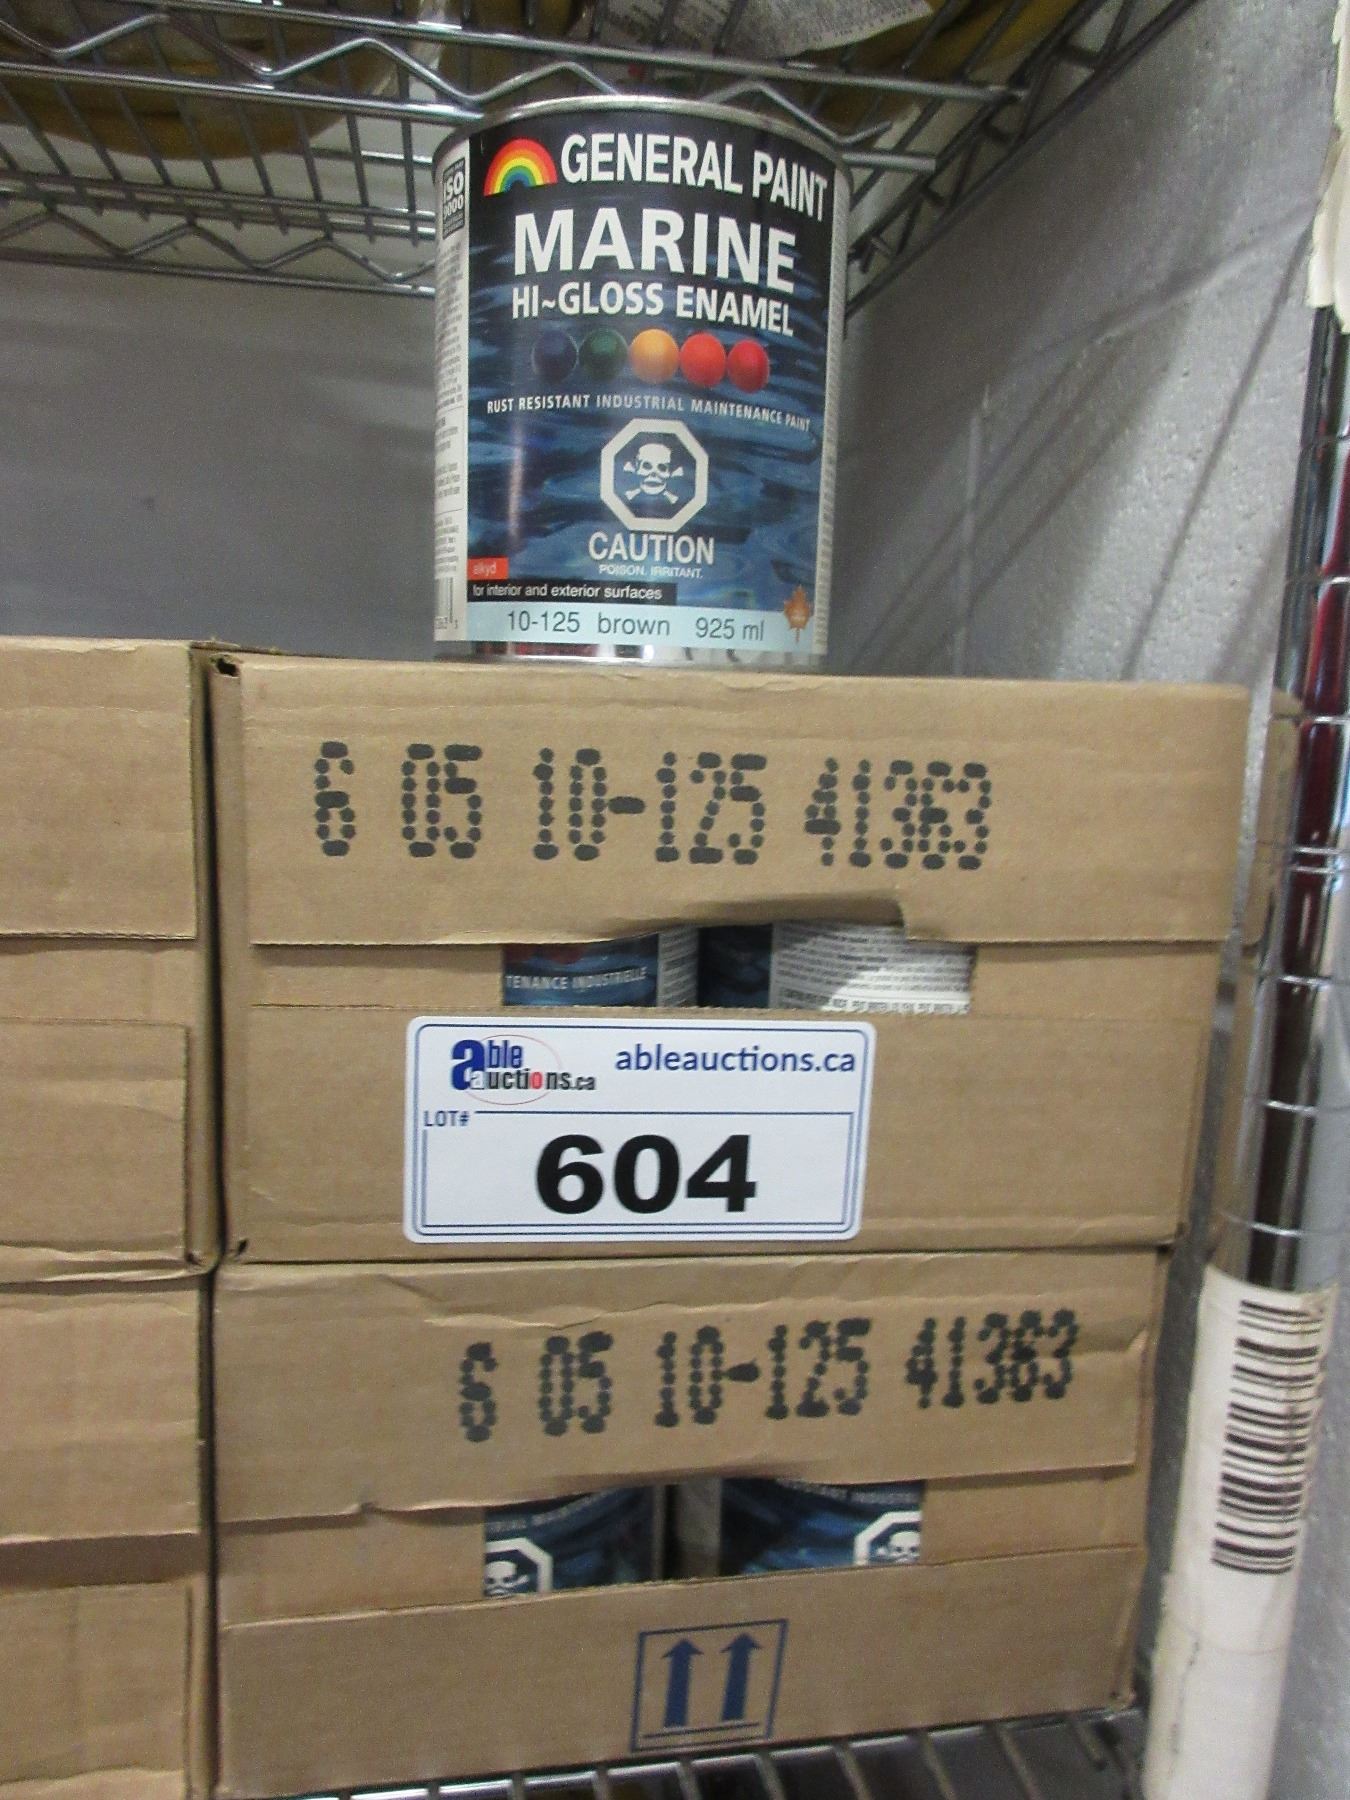 ISO
9000
GENERAL PAINT
MARINE
HI~GLOSS ENAMEL
RUST RESISTANT INDUSTRIAL MAINTENANCE PAINT
CAUTION
POISON. IRRITANT.
alkyd
for interior and exterior surfaces
10-125 brown 925 ml
6 05 10-125 41363
TENANCE INDUSTRIELLE
able auctions.ca
ableauctions.ca
LOT#
604
6 05 10-125 41363